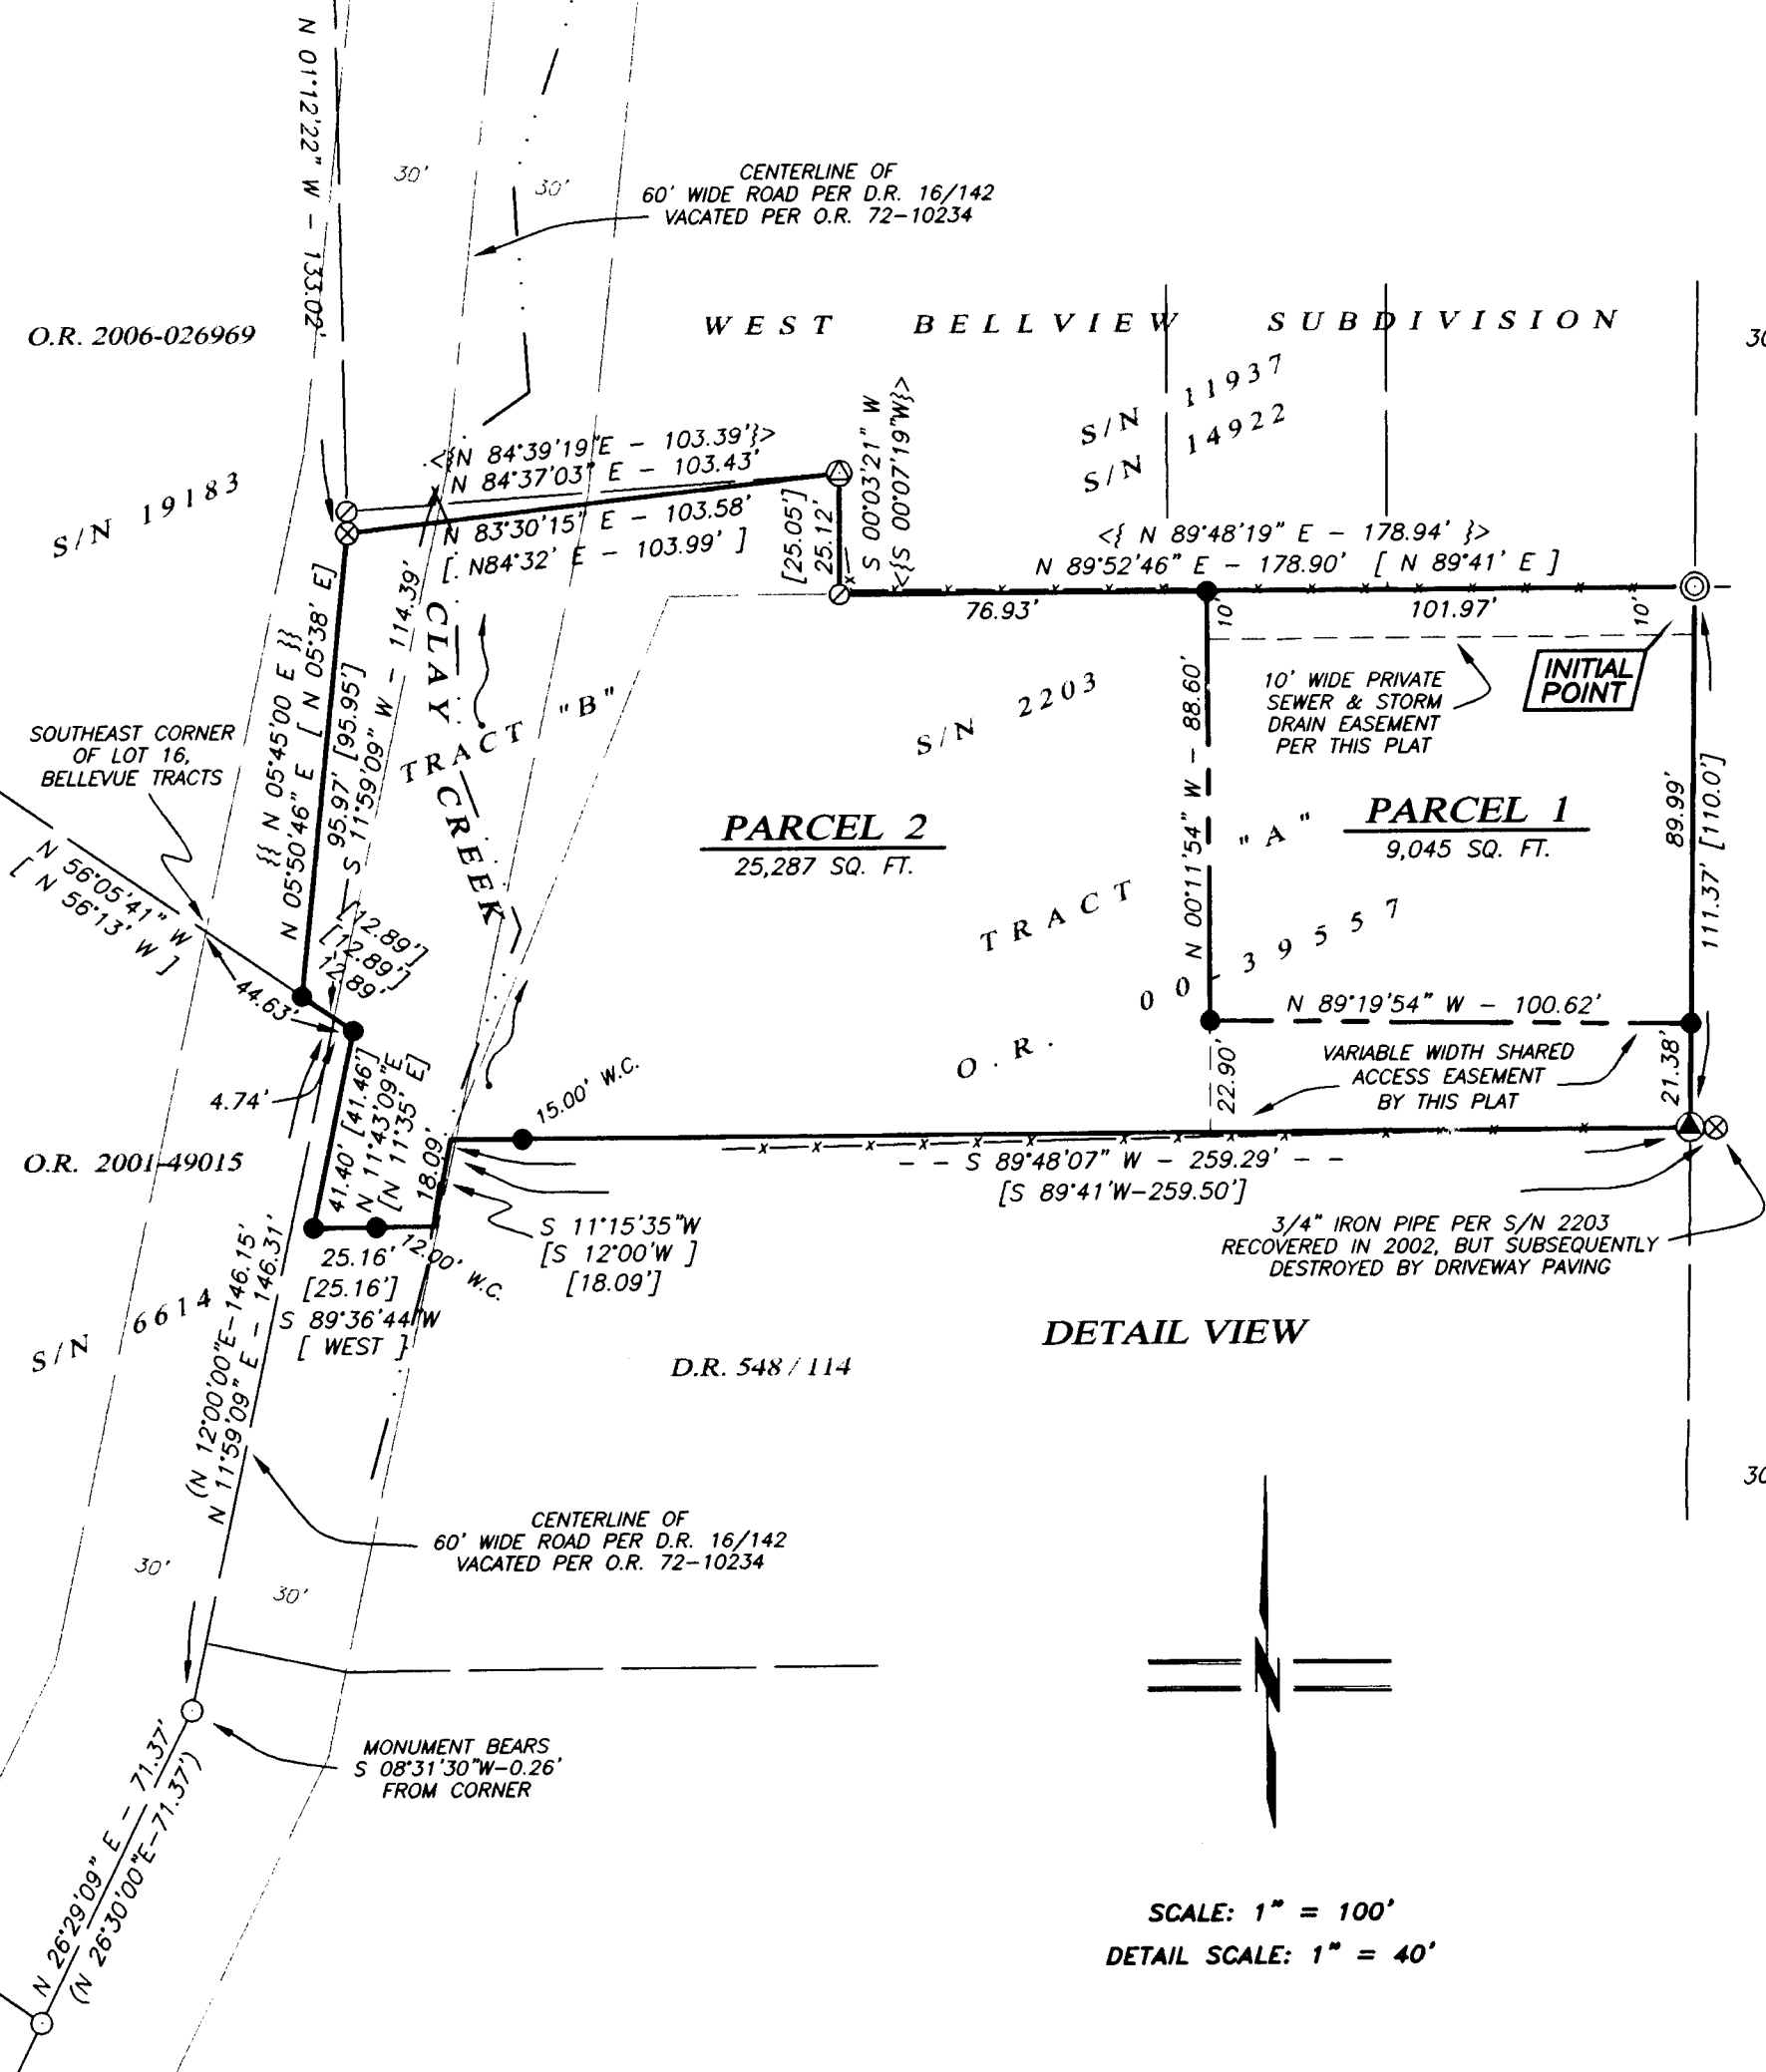 N 01°12'22" W - 133.02'
30'
30'
CENTERLINE OF
60' WIDE ROAD PER D.R. 16/142
VACATED PER O.R. 72-10234
O.R. 2006-026969
WEST BELLVIEW SUBDIVISION
30
S/N 11937
S/N 14922
S/N 19183
<{N 84°39'19"E - 103.39'}>
N 84°37'03" E - 103.43'
N 83°30'15" E - 103.58'
[ N84°32' E - 103.99' ]
[25.05']
25.12'
S 00°03'21" W
<{S 00°07'19"W}>
<{ N 89°48'19" E - 178.94' }>
N 89°52'46" E - 178.90' [ N 89°41' E ]
76.93'
101.97'
10'
10'
INITIAL
POINT
10' WIDE PRIVATE
SEWER & STORM
DRAIN EASEMENT
PER THIS PLAT
{{ N 05°45'00 E }}
N 05°50'46" E [ N 05°38' E]
95.97' [95.95']
S 11°59'09" W - 114.39'
CLAY CREEK
TRACT "B"
S/N 2203
N 00°11'54" W - 88.60'
89.99'
111.37' [110.0']
SOUTHEAST CORNER
OF LOT 16,
BELLEVUE TRACTS
PARCEL 2
25,287 SQ. FT.
PARCEL 1
9,045 SQ. FT.
TRACT "A"
O.R. 00-39557
N 56°05'41" W
[ N 56°13' W ]
(12.89')
[12.89']
12.89'
44.63'
4.74'
N 89°19'54" W - 100.62'
VARIABLE WIDTH SHARED
ACCESS EASEMENT
BY THIS PLAT
22.90'
21.38'
41.40' [41.46']
N 11°43'09"E
[N 11°35' E]
18.09'
15.00' W.C.
O.R. 2001-49015
-- S 89°48'07" W - 259.29' --
[S 89°41'W-259.50']
S 11°15'35"W
[S 12°00'W ]
[18.09']
3/4" IRON PIPE PER S/N 2203
RECOVERED IN 2002, BUT SUBSEQUENTLY
DESTROYED BY DRIVEWAY PAVING
25.16'
[25.16']
S 89°36'44"W
[ WEST ]
12.00' W.C.
S/N 6614
(N 12°00'00"E-146.15'
N 11°59'09" E - 146.31'
DETAIL VIEW
D.R. 548 / 114
30
CENTERLINE OF
60' WIDE ROAD PER D.R. 16/142
VACATED PER O.R. 72-10234
30'
30'
MONUMENT BEARS
S 08°31'30"W-0.26'
FROM CORNER
N
N 26°29'09" E - 71.37'
(N 26°30'00"E-71.37')
SCALE: 1" = 100'
DETAIL SCALE: 1" = 40'